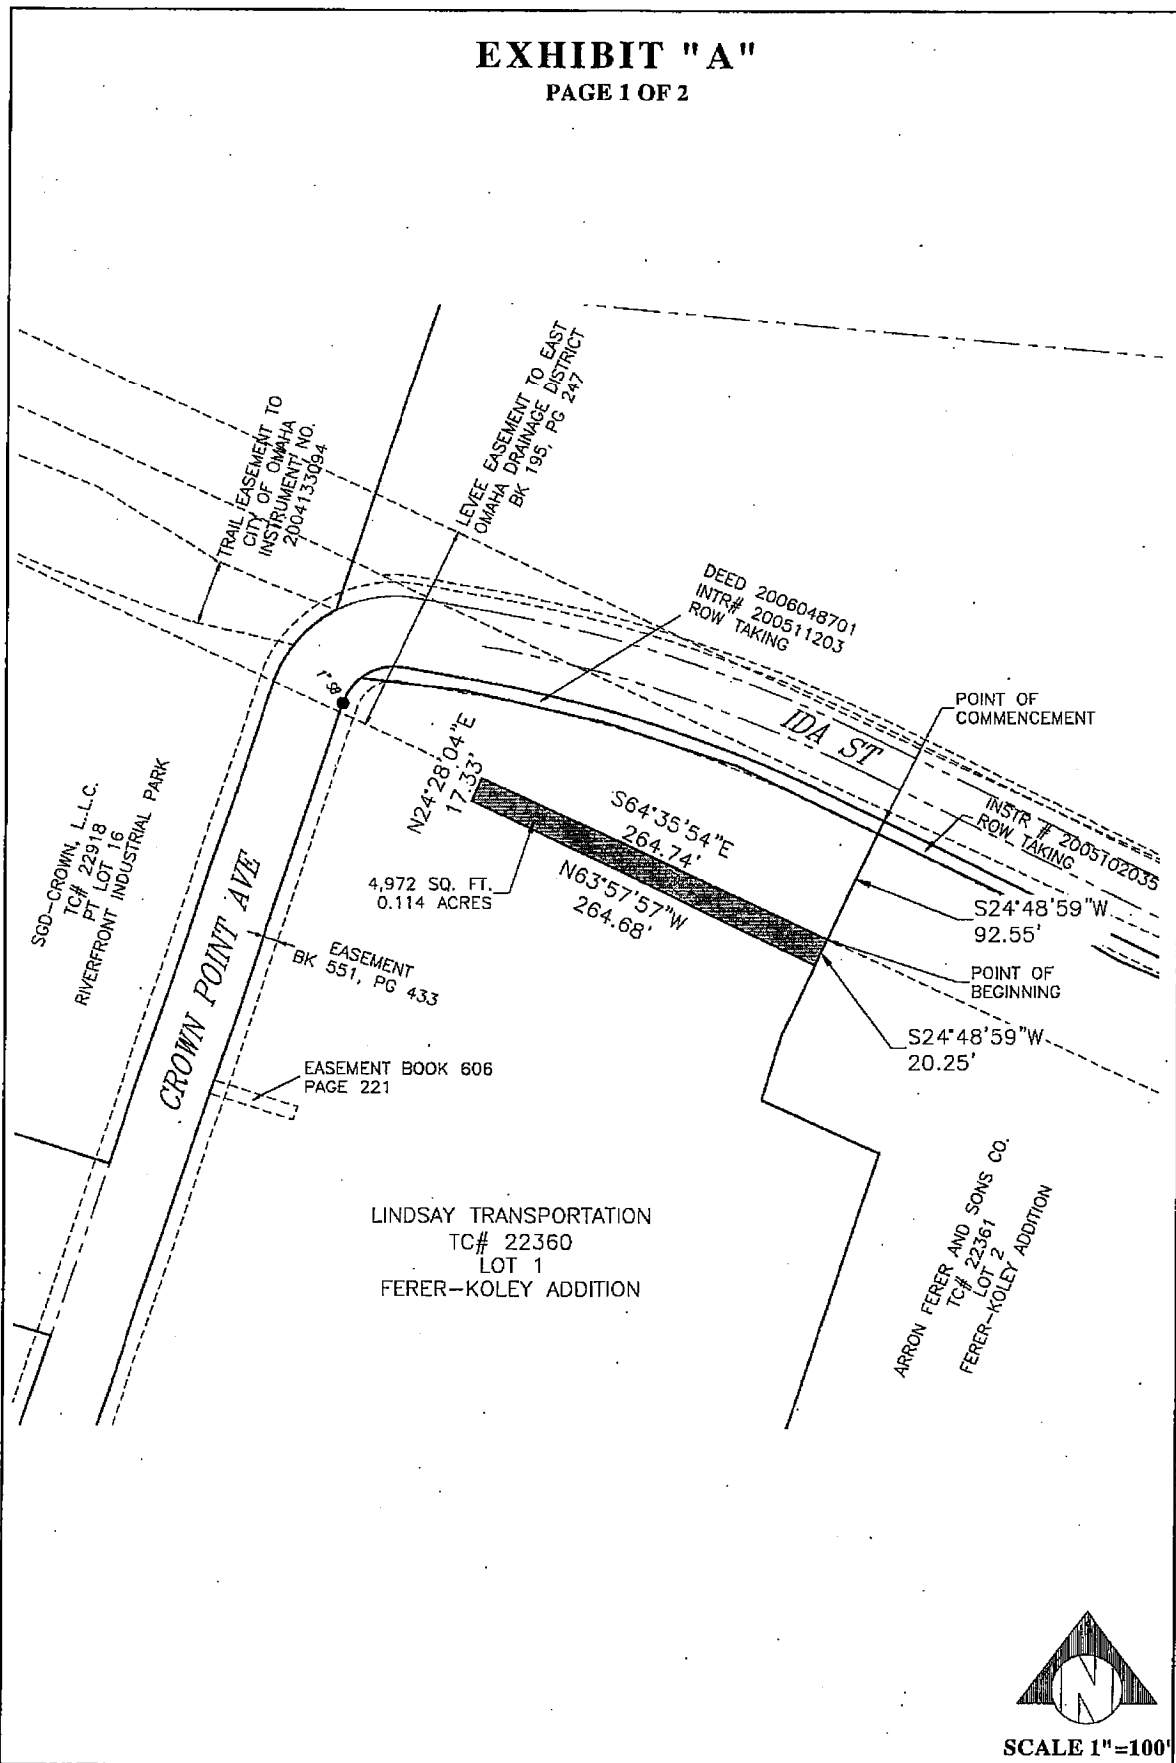 EXHIBIT "A"
PAGE 1 OF 2
LEVEE EASEMENT TO EAST
OMAHA DRAINAGE DISTRICT
BK 195, PG 247
TRAIL EASEMENT TO
CITY OF OMAHA
INSTRUMENT NO.
2004133094
DEED 2006048701
INTR# 200511203
ROW TAKING
POINT OF
COMMENCEMENT
IDA ST
INSTR # 2005102035
ROW TAKING
N24°28'04"E
17.33'
S64°35'54"E
264.74'
N63°57'57"W
264.68'
4,972 SQ. FT.
0.114 ACRES
SGD-CROWN, L.L.C.
TC# 22918
PT LOT 16
RIVERFRONT INDUSTRIAL PARK
CROWN POINT AVE
EASEMENT
BK 551, PG 433
S24°48'59"W
92.55'
POINT OF
BEGINNING
S24°48'59"W
20.25'
EASEMENT BOOK 606
PAGE 221
LINDSAY TRANSPORTATION
TC# 22360
LOT 1
FERER-KOLEY ADDITION
ARRON FERER AND SONS CO.
TC# 22361
LOT 2
FERER-KOLEY ADDITION
N
SCALE 1"=100'